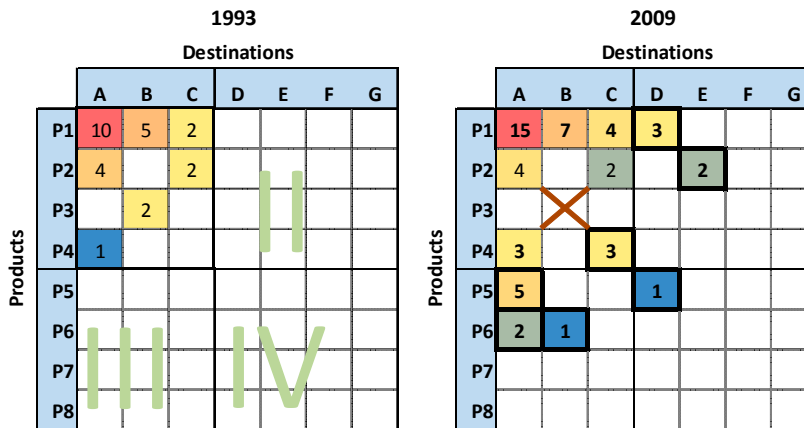 1993 2009
Destinations Destinations
A B C D E F G A B C D E F G
P1 10 5 2 P1 15 7 4 3
P2 4 2 P2 4 2 2
P3 2 P3
P4 1 P4 3 3
P5 P5 5 1
P6 P6 2 1
P7 P7
P8 P8
Products Products
II
III IV